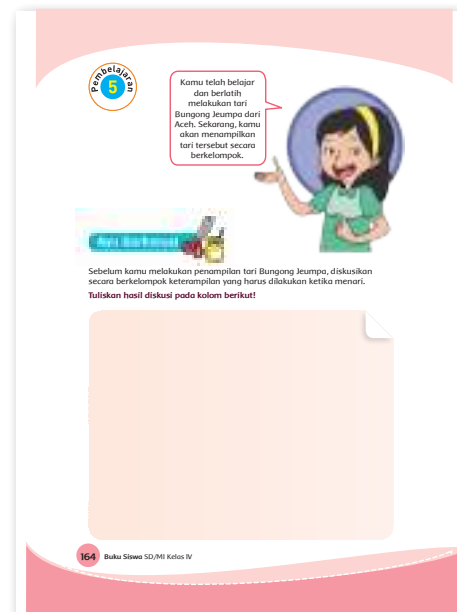 Pembelajaran
5
Kamu telah belajar
dan berlatih
melakukan tari
Bungong Jeumpa dari
Aceh. Sekarang, kamu
akan menampilkan
tari tersebut secara
berkelompok.
Ayo Berkreasi
Sebelum kamu melakukan penampilan tari Bungong Jeumpa, diskusikan
secara berkelompok keterampilan yang harus dilakukan ketika menari.
Tuliskan hasil diskusi pada kolom berikut!
164 Buku Siswa SD/MI Kelas IV